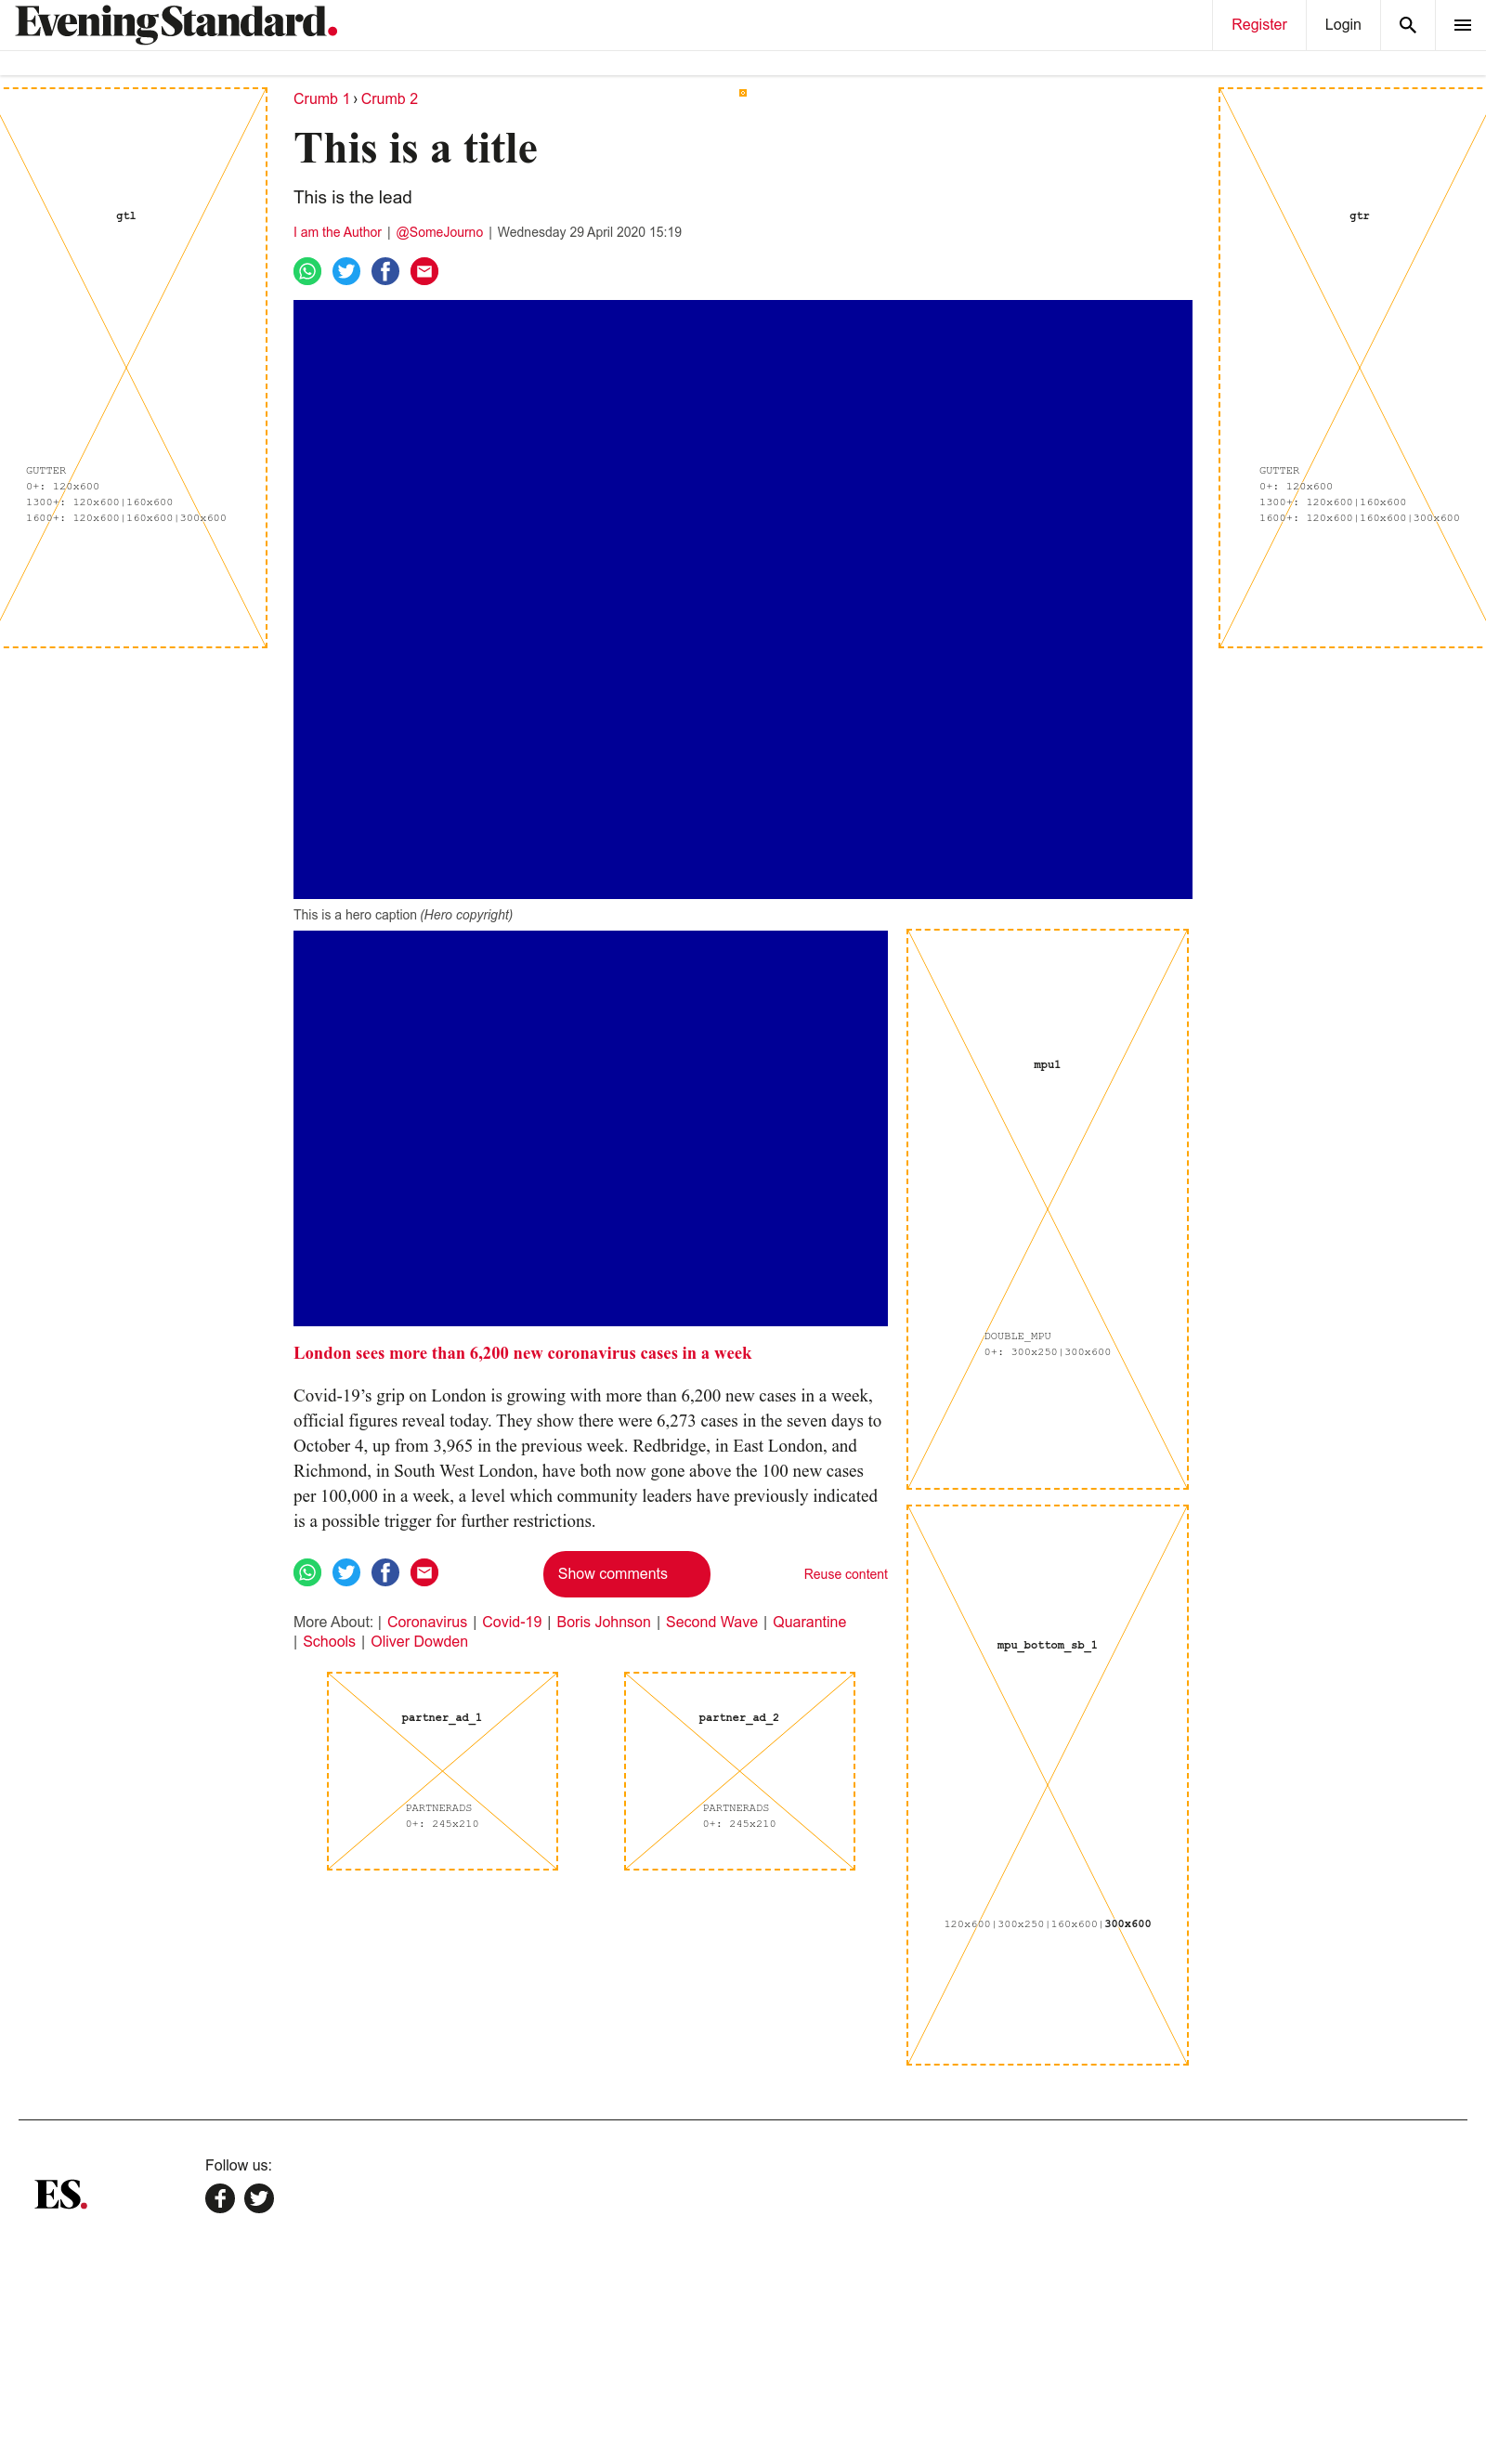 EveningStandard.
Register
Login
Crumb 1 › Crumb 2
This is a title
This is the lead
I am the Author | @SomeJourno | Wednesday 29 April 2020 15:19
gtl
GUTTER
0+: 120x600
1300+: 120x600|160x600
1600+: 120x600|160x600|300x600
gtr
GUTTER
0+: 120x600
1300+: 120x600|160x600
1600+: 120x600|160x600|300x600
This is a hero caption (Hero copyright)
mpu1
DOUBLE_MPU
0+: 300x250|300x600
London sees more than 6,200 new coronavirus cases in a week
Covid-19’s grip on London is growing with more than 6,200 new cases in a week,
official figures reveal today. They show there were 6,273 cases in the seven days to
October 4, up from 3,965 in the previous week. Redbridge, in East London, and
Richmond, in South West London, have both now gone above the 100 new cases
per 100,000 in a week, a level which community leaders have previously indicated
is a possible trigger for further restrictions.
Show comments
Reuse content
More About: | Coronavirus | Covid-19 | Boris Johnson | Second Wave | Quarantine
| Schools | Oliver Dowden
partner_ad_1
PARTNERADS
0+: 245x210
partner_ad_2
PARTNERADS
0+: 245x210
mpu_bottom_sb_1
120x600|300x250|160x600|300x600
ES.
Follow us: